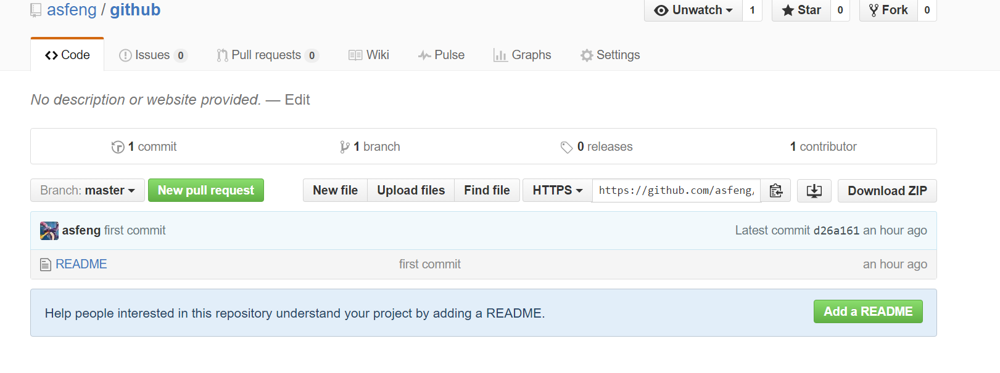 asfeng / github
Unwatch 1 Star 0 Fork 0
Code Issues 0 Pull requests 0 Wiki Pulse Graphs Settings
No description or website provided. — Edit
1 commit 1 branch 0 releases 1 contributor
Branch: master New pull request New file Upload files Find file HTTPS https://github.com/asfeng/ Download ZIP
asfeng first commit Latest commit d26a161 an hour ago
README first commit an hour ago
Help people interested in this repository understand your project by adding a README. Add a README